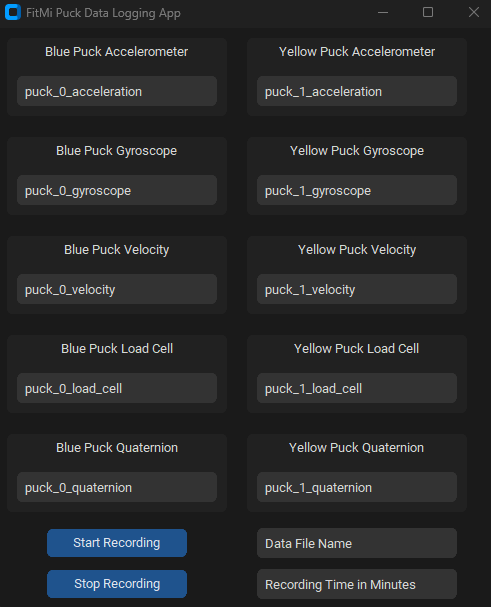 FitMi Puck Data Logging App
Blue Puck Accelerometer
Yellow Puck Accelerometer
puck_0_acceleration
puck_1_acceleration
Blue Puck Gyroscope
Yellow Puck Gyroscope
puck_0_gyroscope
puck_1_gyroscope
Blue Puck Velocity
Yellow Puck Velocity
puck_0_velocity
puck_1_velocity
Blue Puck Load Cell
Yellow Puck Load Cell
puck_0_load_cell
puck_1_load_cell
Blue Puck Quaternion
Yellow Puck Quaternion
puck_0_quaternion
puck_1_quaternion
Start Recording
Data File Name
Stop Recording
Recording Time in Minutes